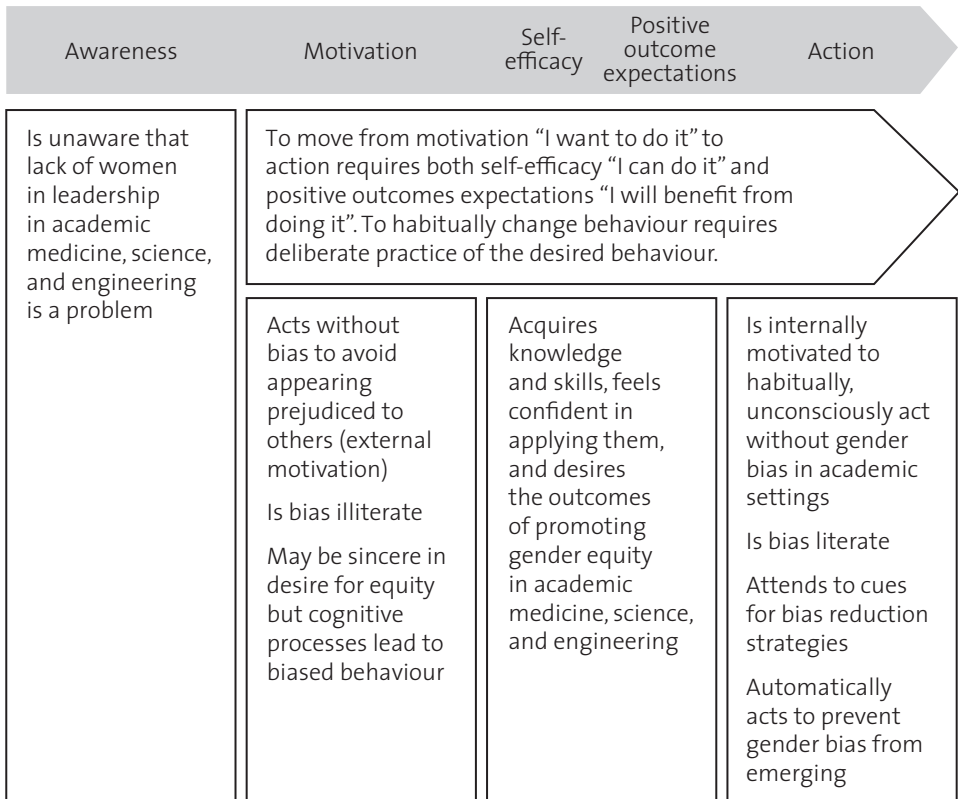 Awareness
Motivation
Self-
efficacy
Positive
outcome
expectations
Action
Is unaware that
lack of women
in leadership
in academic
medicine, science,
and engineering
is a problem
To move from motivation “I want to do it” to
action requires both self-efficacy “I can do it” and
positive outcomes expectations “I will benefit from
doing it”. To habitually change behaviour requires
deliberate practice of the desired behaviour.
Acts without
bias to avoid
appearing
prejudiced to
others (external
motivation)
Is bias illiterate
May be sincere in
desire for equity
but cognitive
processes lead to
biased behaviour
Acquires
knowledge
and skills, feels
confident in
applying them,
and desires
the outcomes
of promoting
gender equity
in academic
medicine, science,
and engineering
Is internally
motivated to
habitually,
unconsciously act
without gender
bias in academic
settings
Is bias literate
Attends to cues
for bias reduction
strategies
Automatically
acts to prevent
gender bias from
emerging